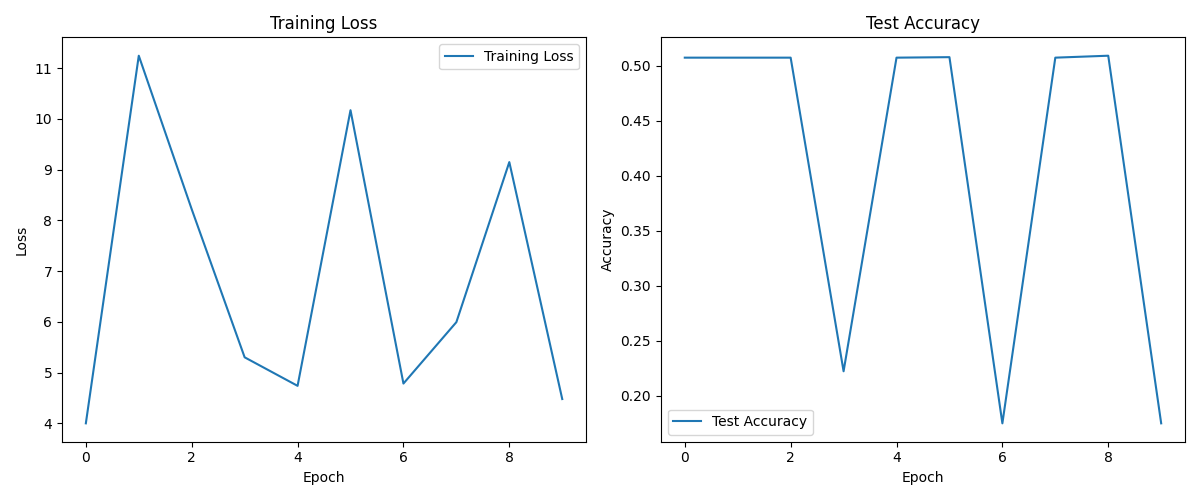 Training Loss
Training Loss
11
10
9
8
7
6
5
4
Loss
0 2 4 6 8
Epoch
Test Accuracy
0.50
0.45
0.40
0.35
0.30
0.25
0.20
Accuracy
Test Accuracy
0 2 4 6 8
Epoch